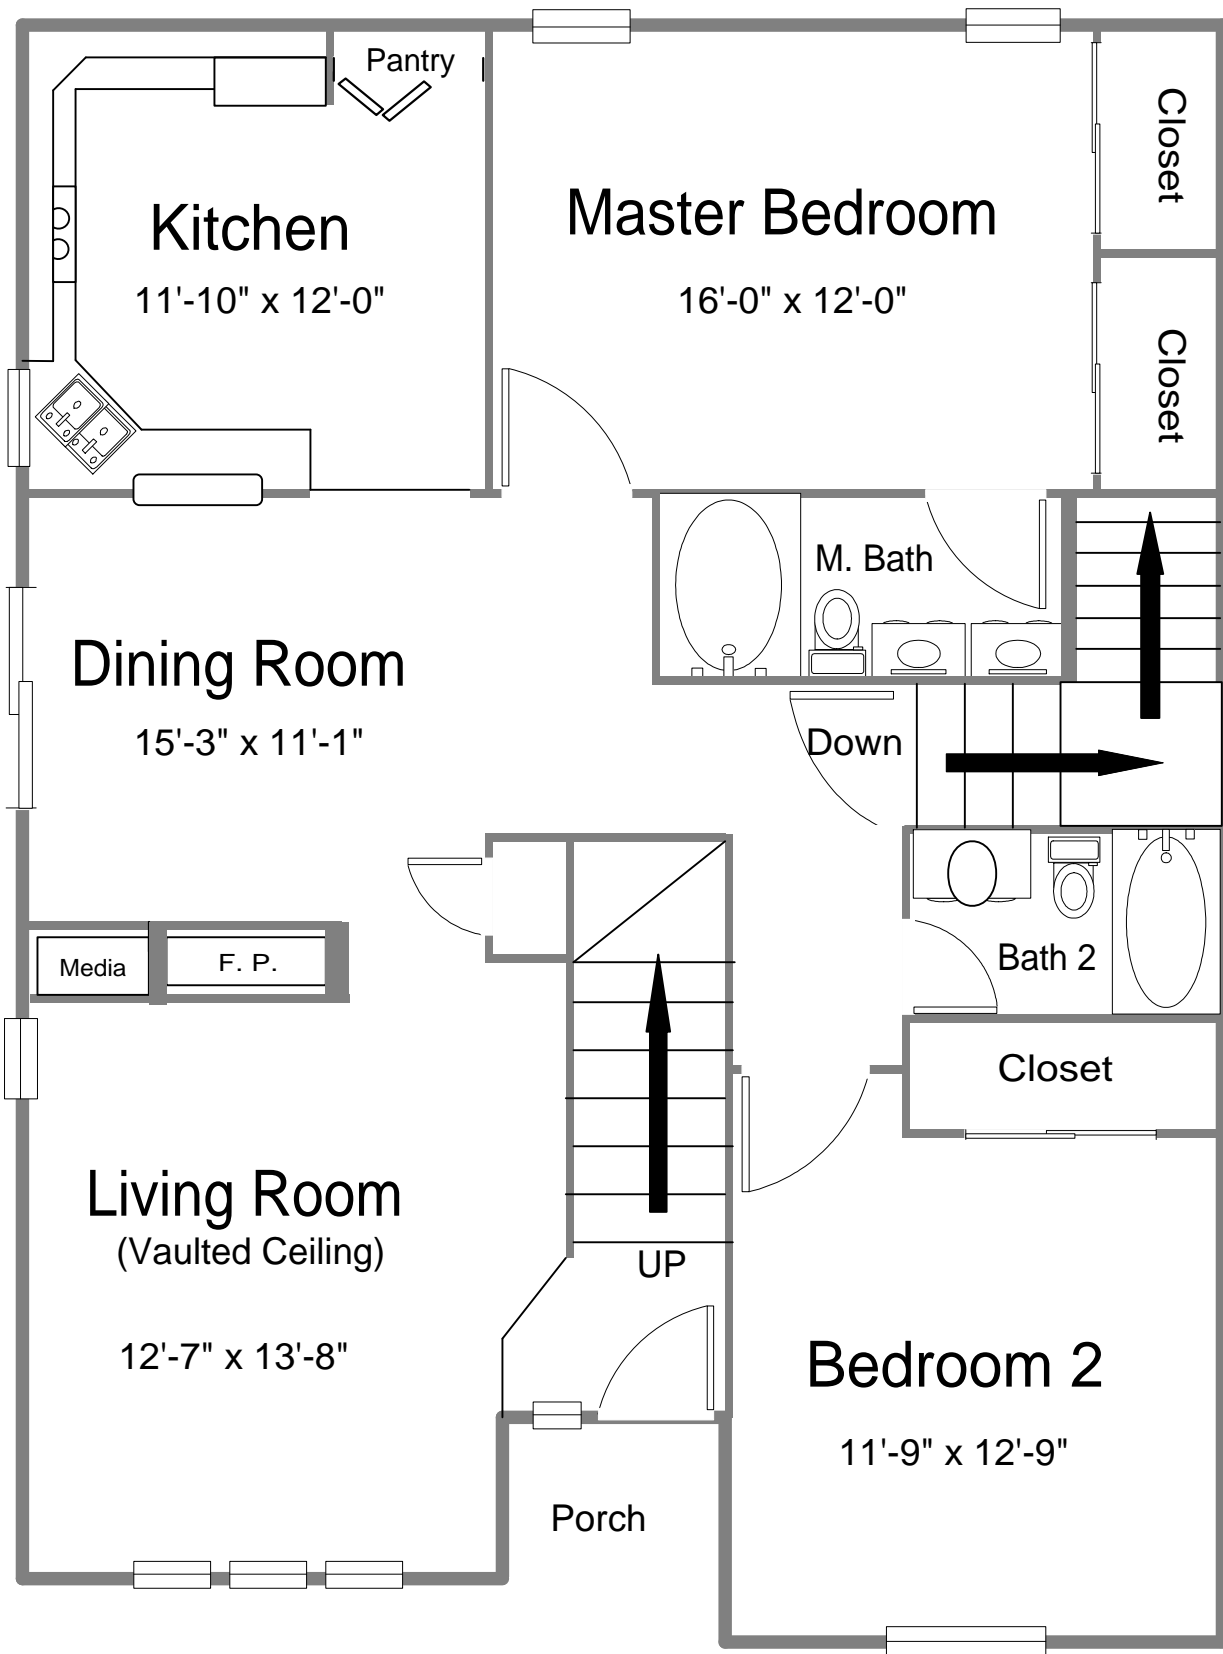 Pantry
Closet
Kitchen
11'-10" x 12'-0"
Master Bedroom
16'-0" x 12'-0"
Closet
M. Bath
Dining Room
15'-3" x 11'-1"
Down
Media
F. P.
Bath 2
Closet
Living Room
(Vaulted Ceiling)
12'-7" x 13'-8"
UP
Bedroom 2
11'-9" x 12'-9"
Porch